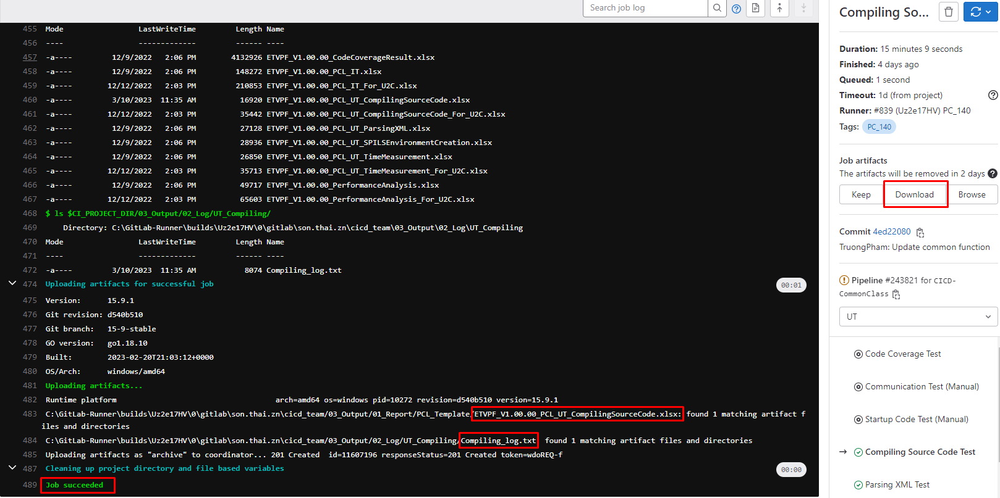 Search job log
455 Mode LastWriteTime Length Name
456 ---- ------------- ------ ----
457 -a---- 12/9/2022 2:06 PM 4132926 ETVPF_V1.00.00_CodeCoverageResult.xlsx
458 -a---- 12/9/2022 2:06 PM 148272 ETVPF_V1.00.00_PCL_IT.xlsx
459 -a---- 12/12/2022 2:03 PM 210853 ETVPF_V1.00.00_PCL_IT_For_U2C.xlsx
460 -a---- 3/10/2023 11:35 AM 16920 ETVPF_V1.00.00_PCL_UT_CompilingSourceCode.xlsx
461 -a---- 12/12/2022 2:03 PM 35442 ETVPF_V1.00.00_PCL_UT_CompilingSourceCode_For_U2C.xlsx
462 -a---- 12/9/2022 2:06 PM 27128 ETVPF_V1.00.00_PCL_UT_ParsingXML.xlsx
463 -a---- 12/9/2022 2:06 PM 28936 ETVPF_V1.00.00_PCL_UT_SPILSEnvironmentCreation.xlsx
464 -a---- 12/9/2022 2:06 PM 26850 ETVPF_V1.00.00_PCL_UT_TimeMeasurement.xlsx
465 -a---- 12/12/2022 2:03 PM 35713 ETVPF_V1.00.00_PCL_UT_TimeMeasurement_For_U2C.xlsx
466 -a---- 12/9/2022 2:06 PM 49717 ETVPF_V1.00.00_PerformanceAnalysis.xlsx
467 -a---- 12/12/2022 2:03 PM 65603 ETVPF_V1.00.00_PerformanceAnalysis_For_U2C.xlsx
468 $ ls $CI_PROJECT_DIR/03_Output/02_Log/UT_Compiling/
469 Directory: C:\GitLab-Runner\builds\Uz2e17HV\0\gitlab\son.thai.zn\cicd_team\03_Output\02_Log\UT_Compiling
470 Mode LastWriteTime Length Name
471 ---- ------------- ------ ----
472 -a---- 3/10/2023 11:35 AM 8074 Compiling_log.txt
474 Uploading artifacts for successful job 00:01
475 Version: 15.9.1
476 Git revision: d540b510
477 Git branch: 15-9-stable
478 GO version: go1.18.10
479 Built: 2023-02-20T21:03:12+0000
480 OS/Arch: windows/amd64
481 Uploading artifacts...
482 Runtime platform arch=amd64 os=windows pid=10272 revision=d540b510 version=15.9.1
483 C:\GitLab-Runner\builds\Uz2e17HV\0\gitlab\son.thai.zn\cicd_team/03_Output/01_Report/PCL_Template/ETVPF_V1.00.00_PCL_UT_CompilingSourceCode.xlsx: found 1 matching artifact f
iles and directories
484 C:\GitLab-Runner\builds\Uz2e17HV\0\gitlab\son.thai.zn\cicd_team/03_Output/02_Log/UT_Compiling/Compiling_log.txt found 1 matching artifact files and directories
485 Uploading artifacts as "archive" to coordinator... 201 Created id=11607196 responseStatus=201 Created token=wdoREQ-f
487 Cleaning up project directory and file based variables 00:00
489 Job succeeded
Compiling So...
Duration: 15 minutes 9 seconds
Finished: 4 days ago
Queued: 1 second
Timeout: 1d (from project)
Runner: #839 (Uz2e17HV) PC_140
Tags: PC_140
Job artifacts
The artifacts will be removed in 2 days
Keep Download Browse
Commit 4ed22080
TruongPham: Update common function
Pipeline #243821 for CICD-
CommonClass
UT
Code Coverage Test
Communication Test (Manual)
Startup Code Test (Manual)
→ Compiling Source Code Test
Parsing XML Test